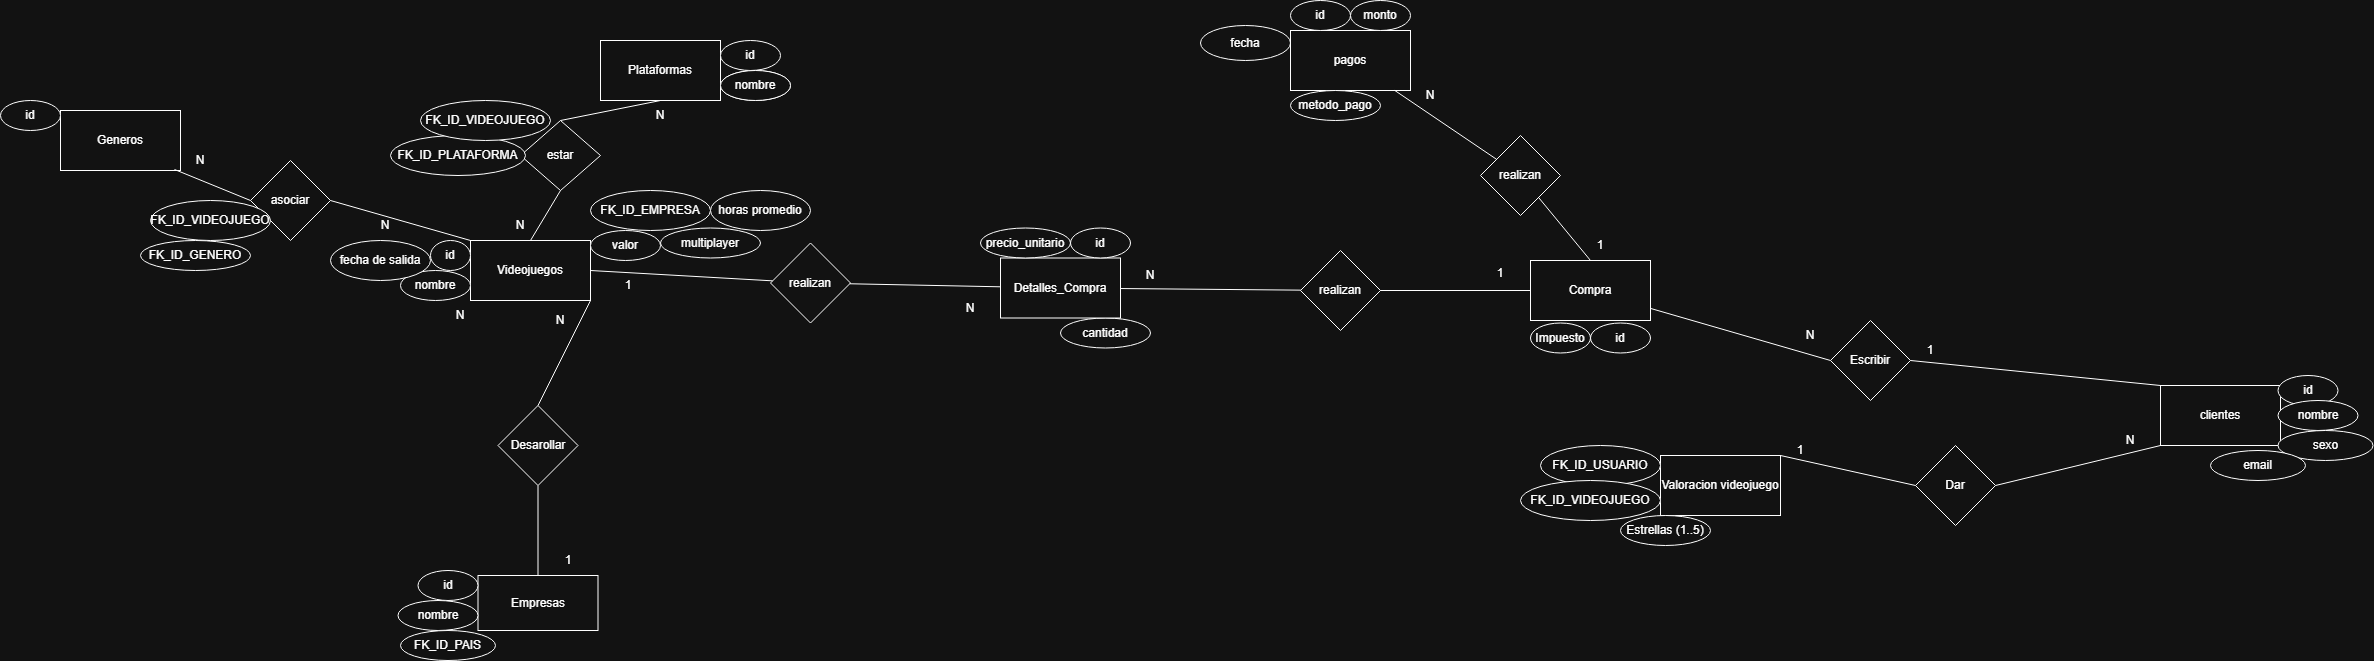 id
monto
fecha
pagos
metodo_pago
N
Plataformas
id
nombre
N
id
Generos
N
FK_ID_VIDEOJUEGO
FK_ID_PLATAFORMA
estar
realizan
asociar
FK_ID_VIDEOJUEGO
FK_ID_GENERO
N
N
FK_ID_EMPRESA
horas promedio
valor
multiplayer
fecha de salida
id
nombre
Videojuegos
N
N
1
realizan
N
precio_unitario
id
Detalles_Compra
cantidad
N
realizan
1
1
Compra
Impuesto
id
N
Escribir
1
clientes
id
nombre
sexo
email
N
Dar
1
FK_ID_USUARIO
FK_ID_VIDEOJUEGO
Valoracion videojuego
Estrellas (1..5)
Desarollar
1
id
nombre
FK_ID_PAIS
Empresas